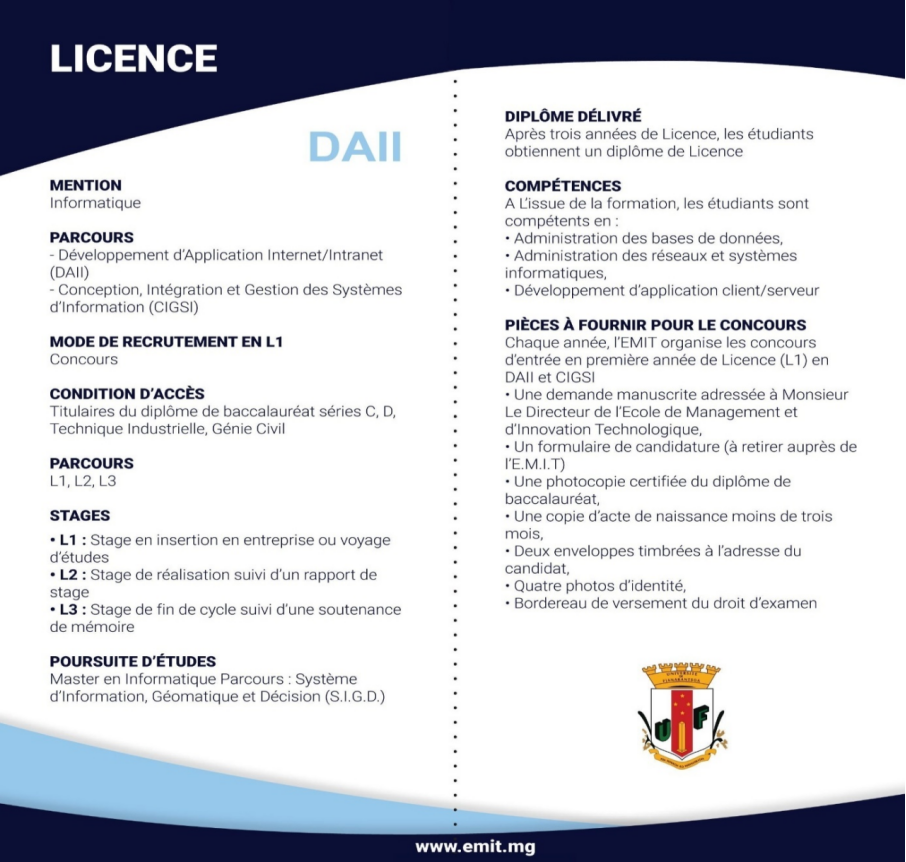 LICENCE
DAII
MENTION
Informatique
PARCOURS
- Développement d’Application Internet/Intranet
(DAII)
- Conception, Intégration et Gestion des Systèmes
d’Information (CIGSI)
MODE DE RECRUTEMENT EN L1
Concours
CONDITION D’ACCÈS
Titulaires du diplôme de baccalauréat séries C, D,
Technique Industrielle, Génie Civil
PARCOURS
L1, L2, L3
STAGES
• L1 : Stage en insertion en entreprise ou voyage
d’études
• L2 : Stage de réalisation suivi d’un rapport de
stage
• L3 : Stage de fin de cycle suivi d’une soutenance
de mémoire
POURSUITE D’ÉTUDES
Master en Informatique Parcours : Système
d’Information, Géomatique et Décision (S.I.G.D.)
DIPLÔME DÉLIVRÉ
Après trois années de Licence, les étudiants
obtiennent un diplôme de Licence
COMPÉTENCES
A L’issue de la formation, les étudiants sont
compétents en :
• Administration des bases de données,
• Administration des réseaux et systèmes
informatiques,
• Développement d’application client/serveur
PIÈCES À FOURNIR POUR LE CONCOURS
Chaque année, l’EMIT organise les concours
d’entrée en première année de Licence (L1) en
DAII et CIGSI
• Une demande manuscrite adressée à Monsieur
Le Directeur de l’Ecole de Management et
d’Innovation Technologique,
• Un formulaire de candidature (à retirer auprès de
l’E.M.I.T)
• Une photocopie certifiée du diplôme de
baccalauréat,
• Une copie d’acte de naissance moins de trois
mois,
• Deux enveloppes timbrées à l’adresse du
candidat,
• Quatre photos d’identité,
• Bordereau de versement du droit d’examen
UNIVERSITE
FIANARANTSOA
UF
www.emit.mg